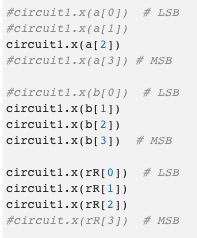 #circuit1.x(a[0])  # LSB
#circuit1.x(a[1])
circuit1.x(a[2])
#circuit1.x(a[3]) # MSB
#circuit1.x(b[0])  # LSB
circuit1.x(b[1])
circuit1.x(b[2])
circuit1.x(b[3])  # MSB
circuit1.x(rR[0])  # LSB
circuit1.x(rR[1])
circuit1.x(rR[2])
#circuit.x(rR[3])  # MSB